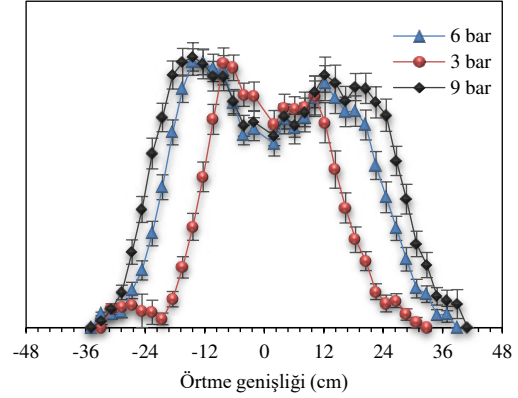 6 bar
3 bar
9 bar
-48 -36 -24 -12 0 12 24 36 48
Örtme genişliği (cm)